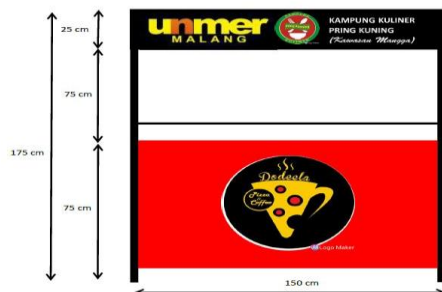 unmer
MALANG
KAMPUNG KULINER
PRING KUNING
(Kawasan Mangga)
25 cm
75 cm
175 cm
75 cm
Dodeela
Pizza
Coffee
Logo Maker
150 cm